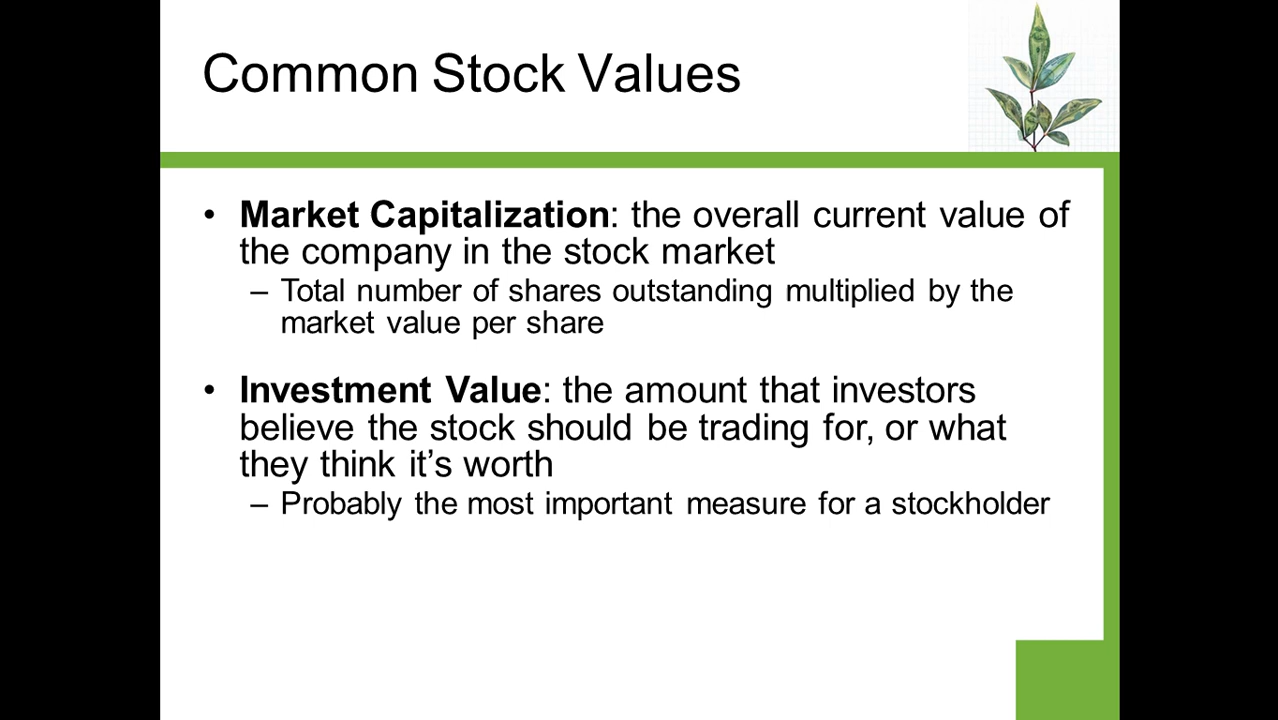 Common Stock Values
• Market Capitalization: the overall current value of
the company in the stock market
– Total number of shares outstanding multiplied by the
market value per share
• Investment Value: the amount that investors
believe the stock should be trading for, or what
they think it’s worth
– Probably the most important measure for a stockholder